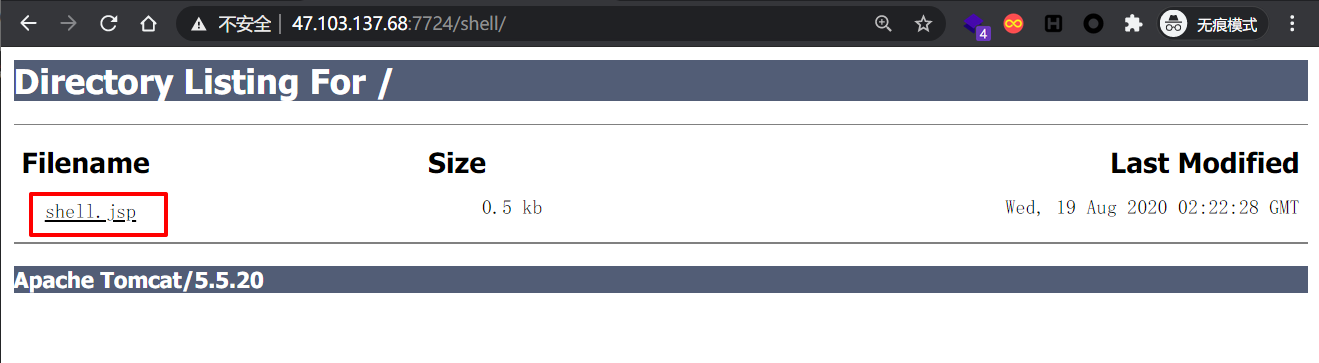 不安全 | 47.103.137.68:7724/shell/
4
无痕模式
Directory Listing For /
Filename Size Last Modified
shell.jsp 0.5 kb Wed, 19 Aug 2020 02:22:28 GMT
Apache Tomcat/5.5.20